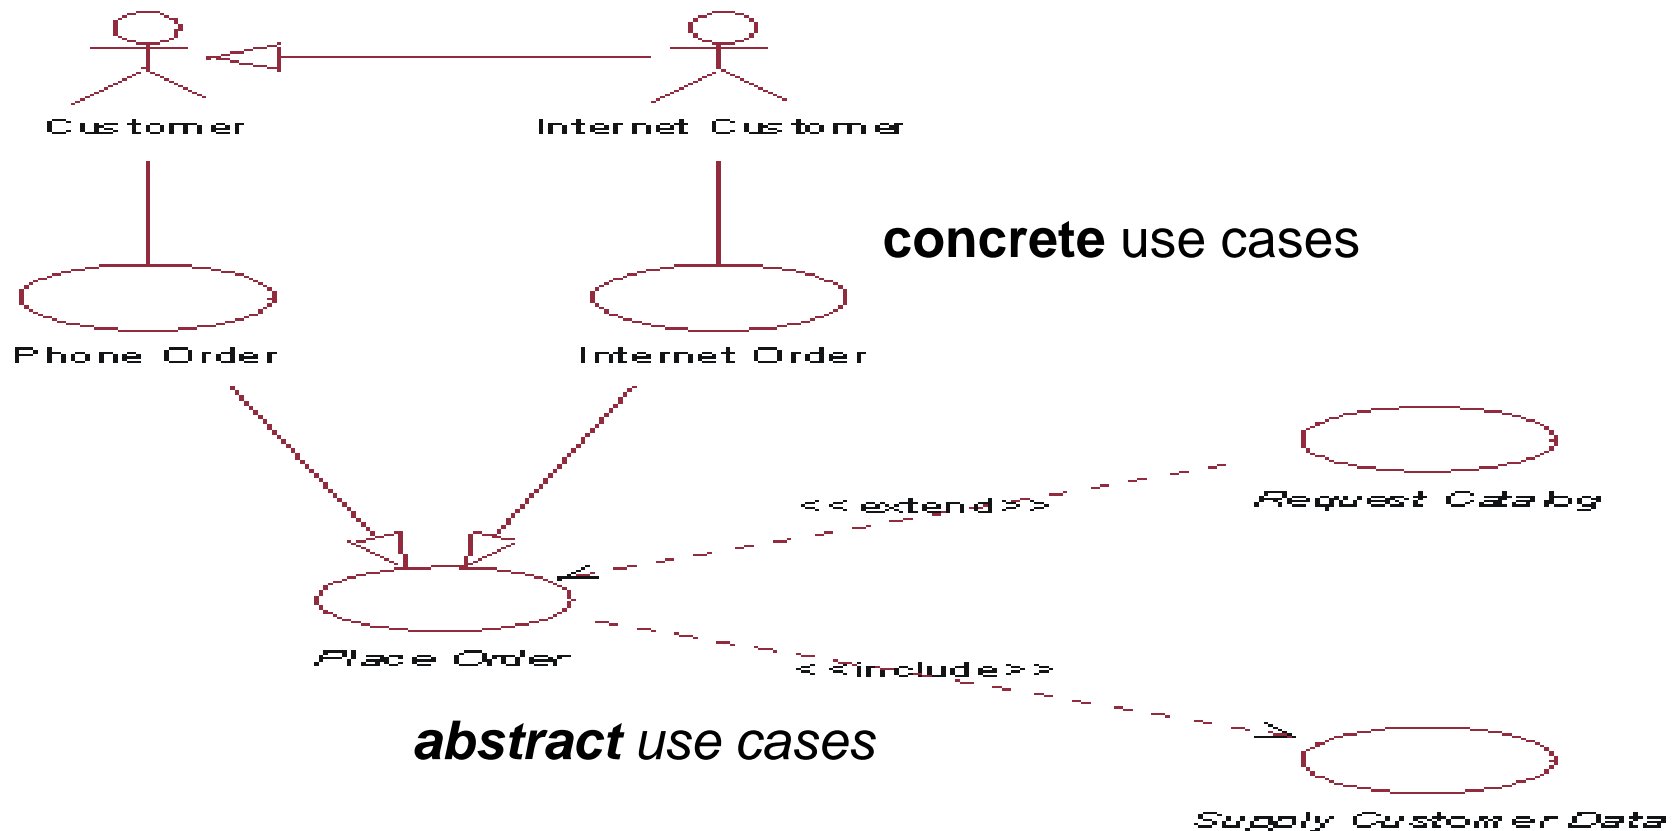 Customer
Internet Customer
concrete use cases
Phone Order
Internet Order
Request Catalog
<<extend>>
Place Order
<<include>>
abstract use cases
Supply Customer Data